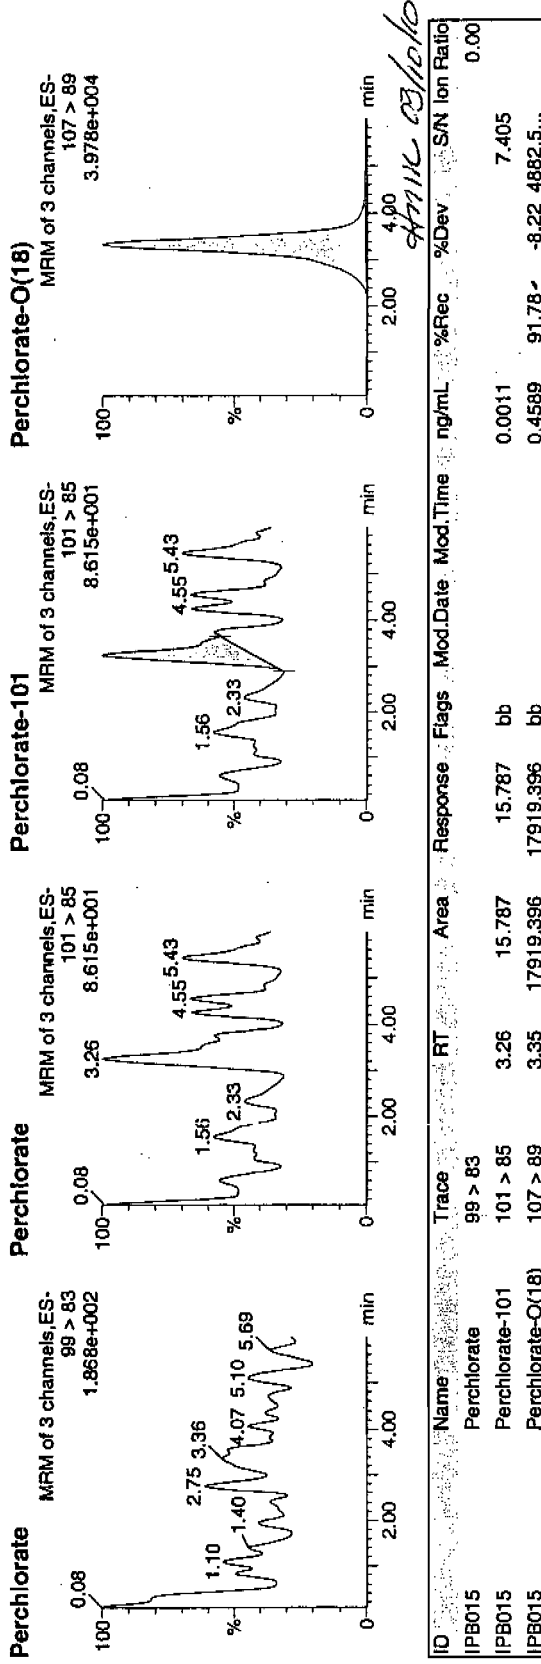 Perchlorate
MRM of 3 channels,ES-
99 > 83
1.868e+002
100
%
0
0.08
1.10
1.40
2.75
3.36
4.07
5.10
5.69
2.00
4.00
min
Perchlorate
MRM of 3 channels,ES-
101 > 85
8.615e+001
100
%
0
0.08
1.56
2.33
3.26
4.55
5.43
2.00
4.00
min
Perchlorate-101
MRM of 3 channels,ES-
101 > 85
8.615e+001
100
%
0
0.08
1.56
2.33
4.55
5.43
2.00
4.00
min
Perchlorate-O(18)
MRM of 3 channels,ES-
107 > 89
3.978e+004
100
%
0
2.00
4.00
min
03/10/10
ID Name Trace RT Area Response Flags Mod.Date Mod.Time ng/mL %Rec %Dev S/N Ion Ratio
IPB015 Perchlorate 99 > 83 0.00
IPB015 Perchlorate-101 101 > 85 3.26 15.787 15.787 bb 0.0011 7.405
IPB015 Perchlorate-O(18) 107 > 89 3.35 17919.396 17919.396 bb 0.4589 91.78 -8.22 4882.5...